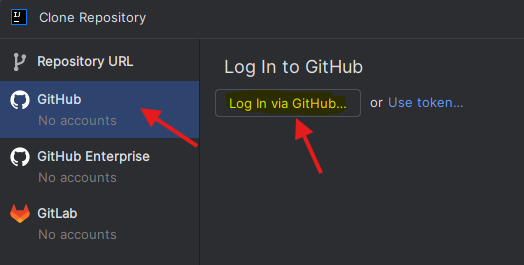 Clone Repository
Repository URL
GitHub
No accounts
GitHub Enterprise
No accounts
GitLab
No accounts
Log In to GitHub
Log In via GitHub... or Use token...